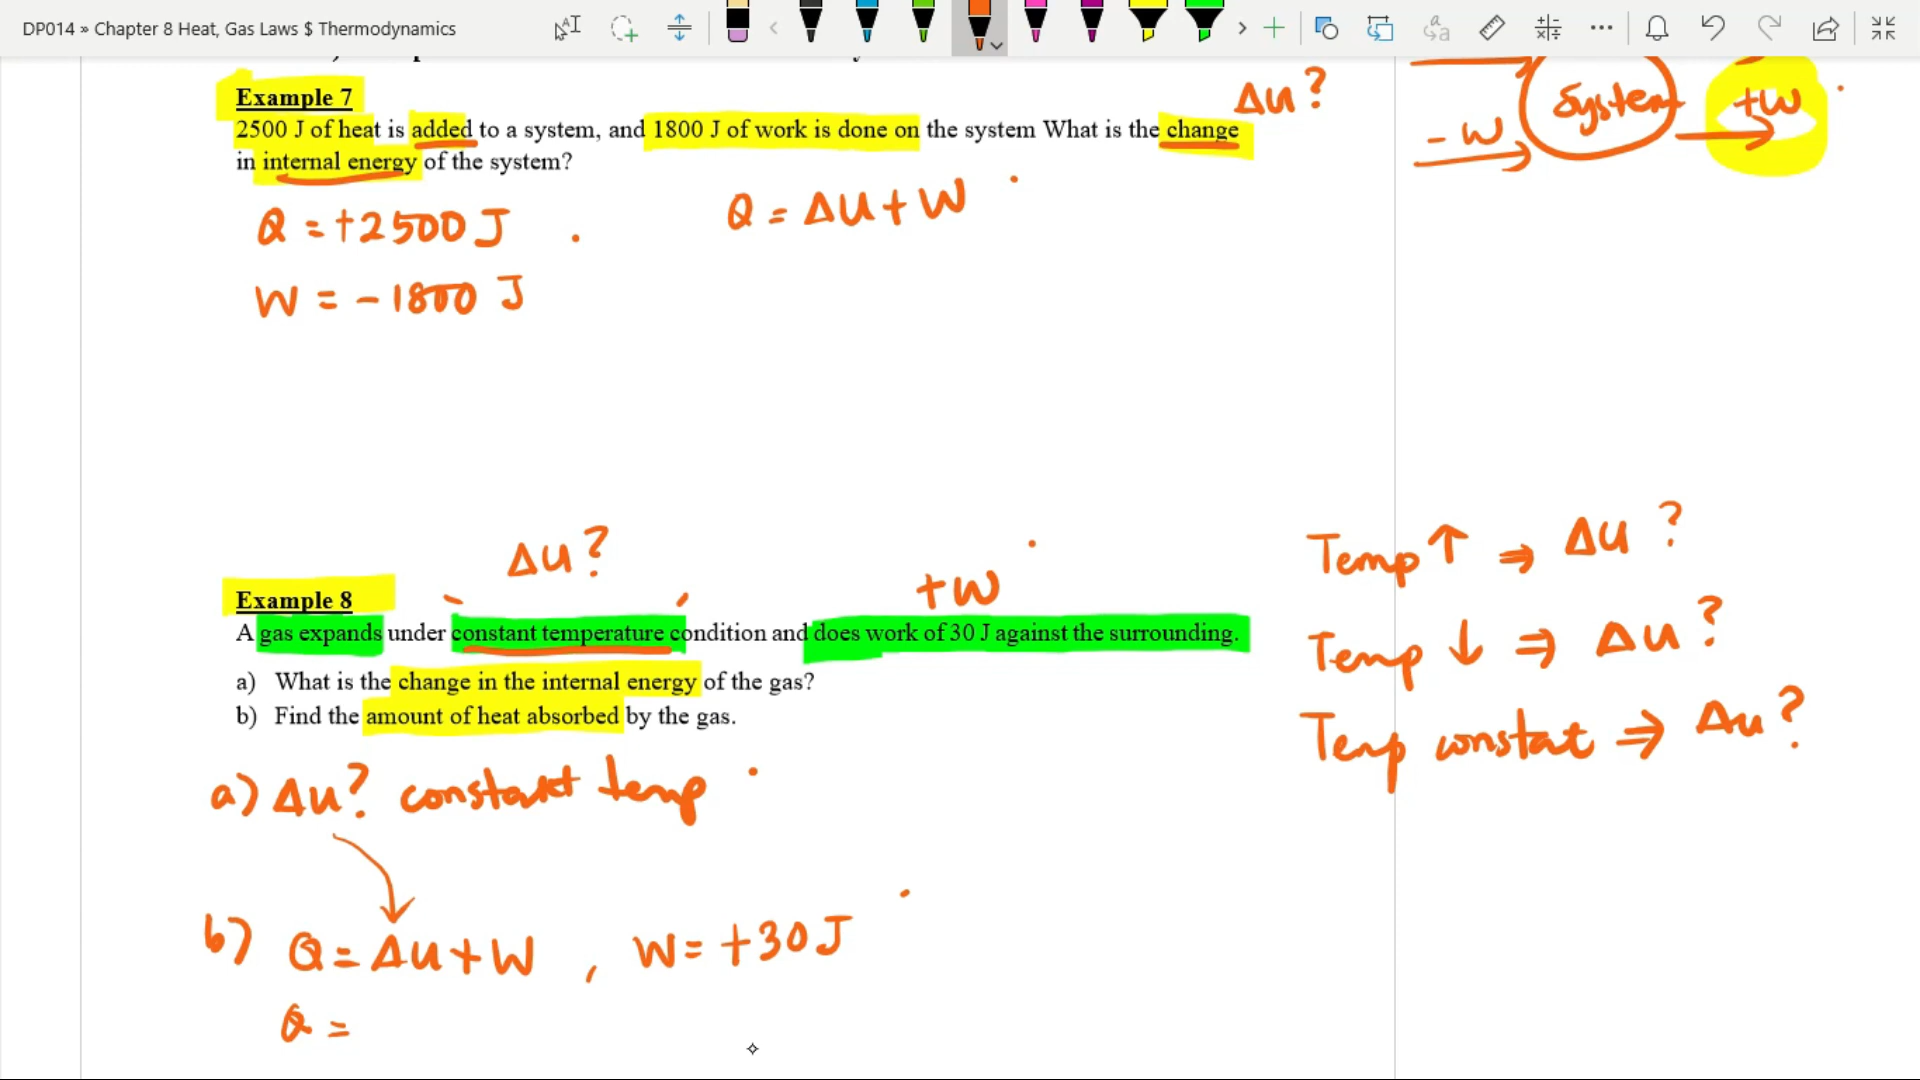 DP014 » Chapter 8 Heat, Gas Laws $ Thermodynamics
Example 7
ΔU?
2500 J of heat is added to a system, and 1800 J of work is done on the system What is the change
in internal energy of the system?
System
+W
-W
Q = +2500 J
Q = ΔU + W
W = -1800 J
ΔU?
+W
Example 8
A gas expands under constant temperature condition and does work of 30 J against the surrounding.
a) What is the change in the internal energy of the gas?
b) Find the amount of heat absorbed by the gas.
Temp ↑ ⇒ ΔU ?
Temp ↓ ⇒ ΔU ?
Temp constat ⇒ ΔU ?
a) ΔU? constant temp
b) Q = ΔU + W , W = +30 J
Q =